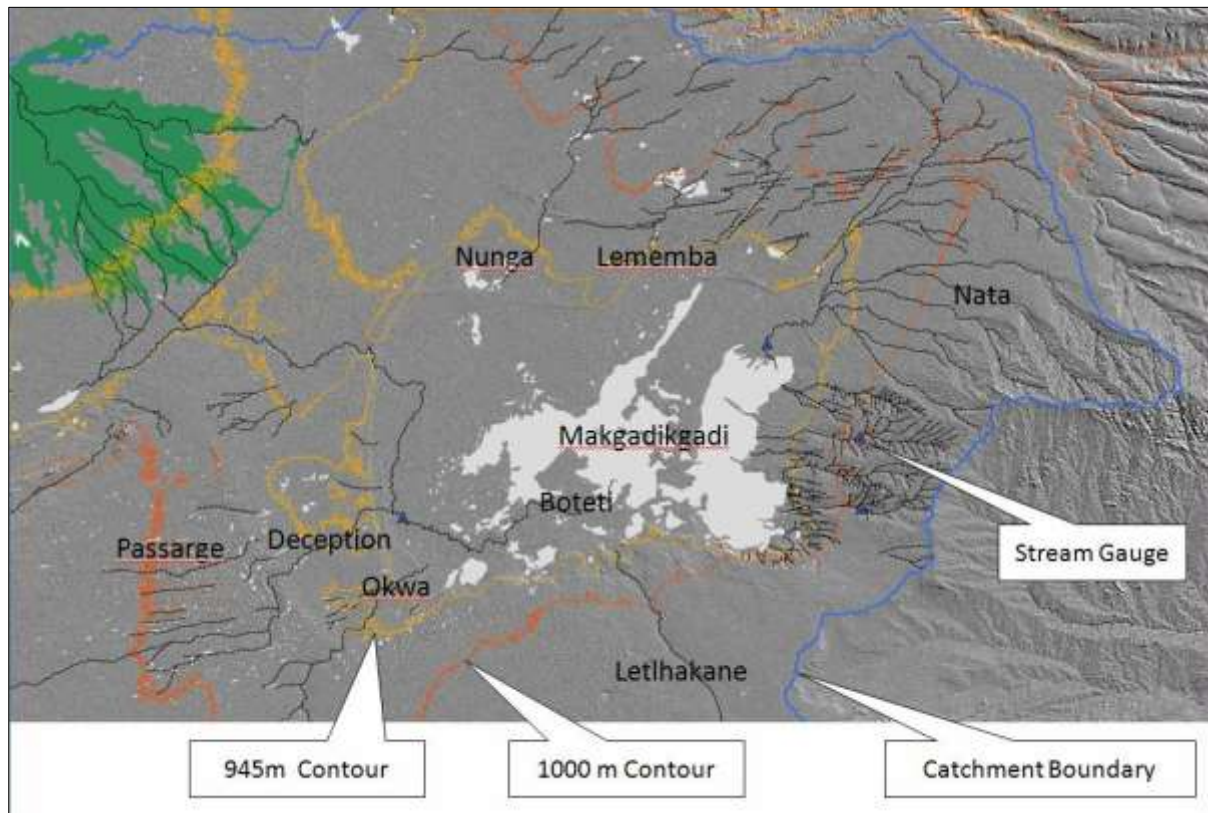 Nunga
Lememba
Nata
Makgadikgadi
Boteti
Passarge
Deception
Stream Gauge
Okwa
Letlhakane
945m Contour
1000 m Contour
Catchment Boundary